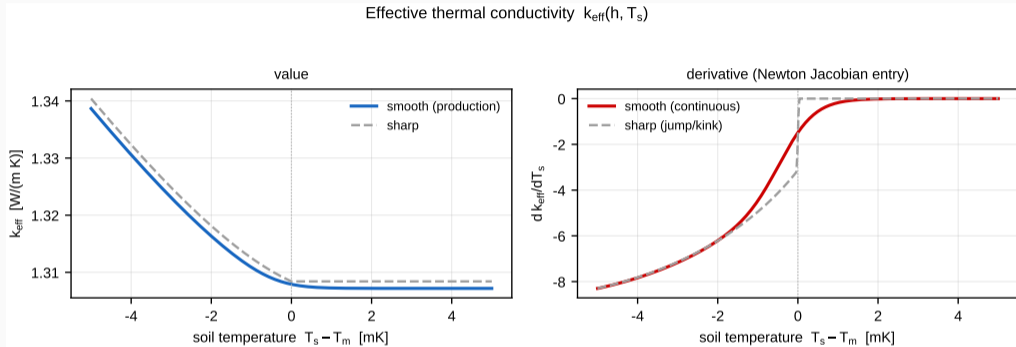 Effective thermal conductivity k_eff(h, T_s)
value
1.34
1.33
1.32
1.31
k_eff [W/(m K)]
smooth (production)
sharp
-4 -2 0 2 4
soil temperature T_s − T_m [mK]
derivative (Newton Jacobian entry)
0
-2
-4
-6
-8
d k_eff/dT_s
smooth (continuous)
sharp (jump/kink)
-4 -2 0 2 4
soil temperature T_s − T_m [mK]